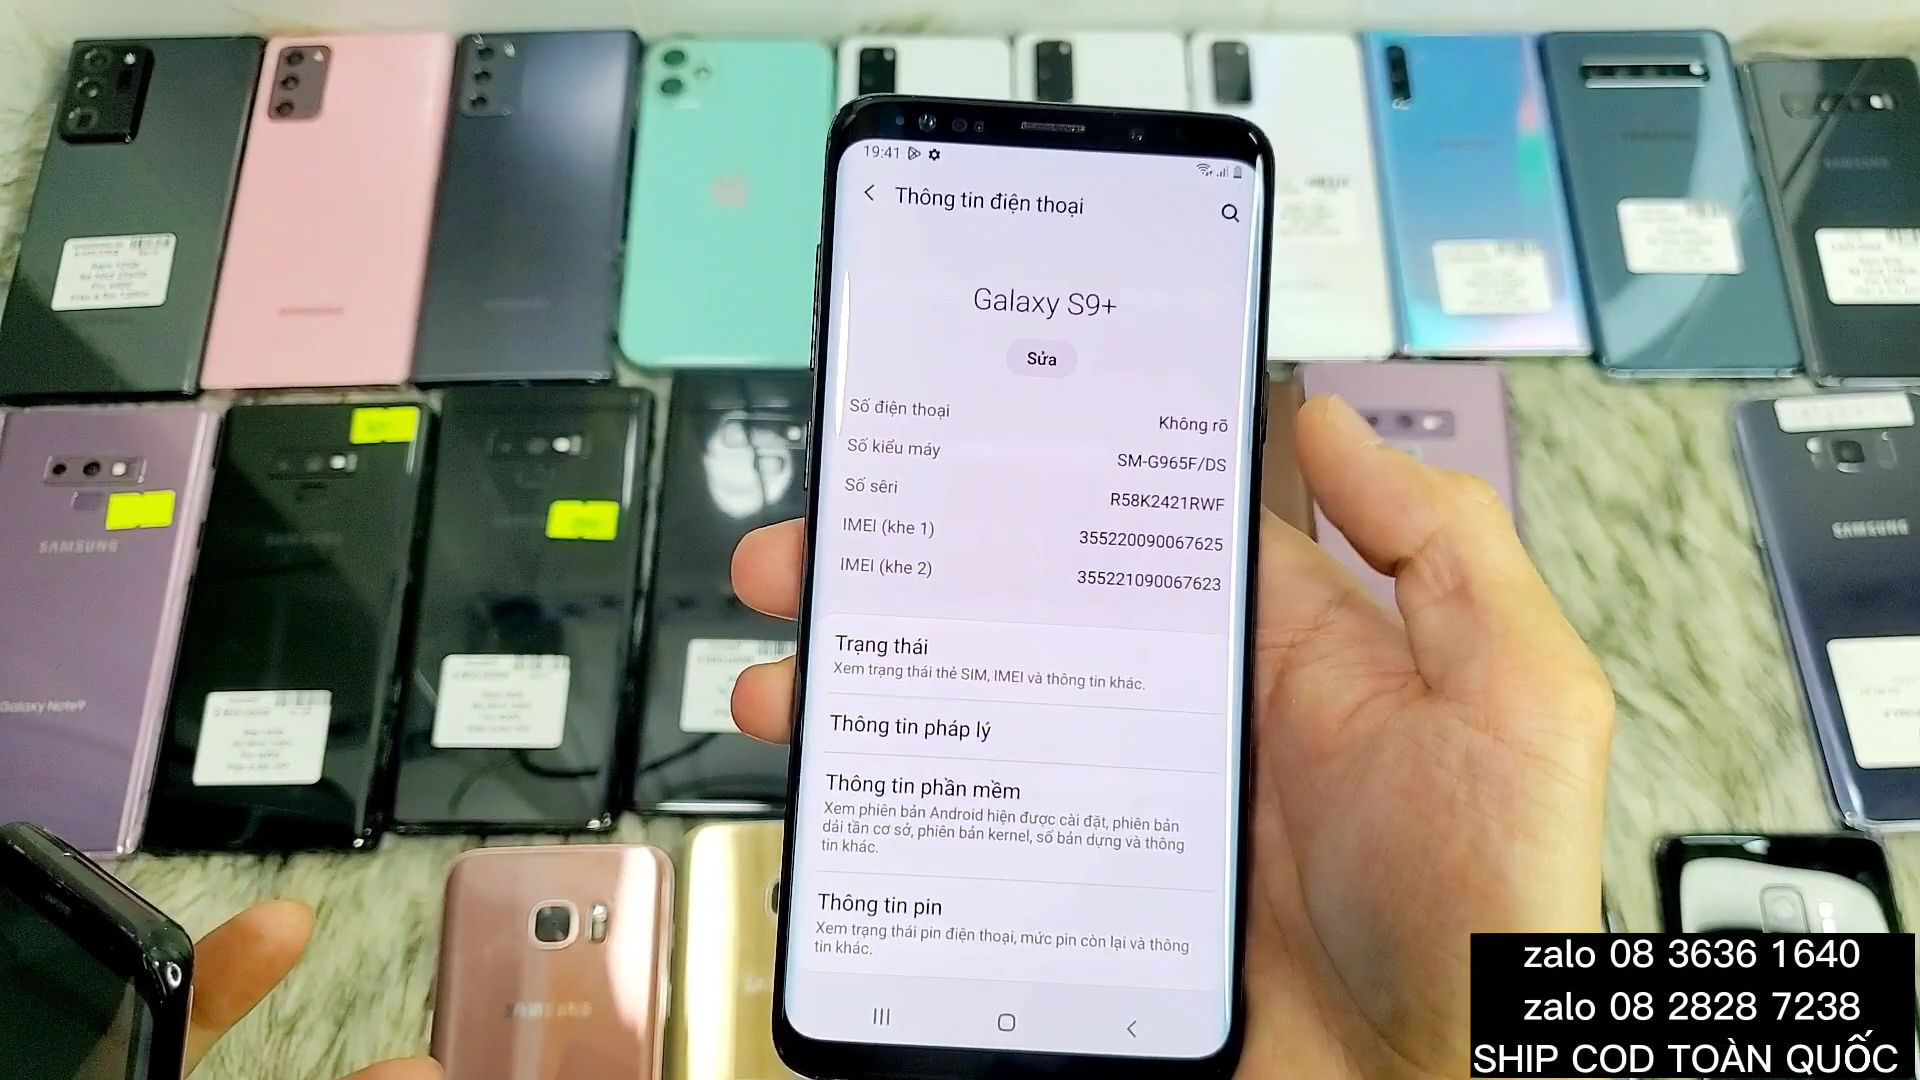 19:41
Thông tin điện thoại
Galaxy S9+
Sửa
Số điện thoại Không rõ
Số kiểu máy SM-G965F/DS
Số sêri R58K2421RWF
IMEI (khe 1) 355220090067625
IMEI (khe 2) 355221090067623
Trạng thái
Xem trạng thái thẻ SIM, IMEI và thông tin khác.
Thông tin pháp lý
Thông tin phần mềm
Xem phiên bản Android hiện được cài đặt, phiên bản
dải tần cơ sở, phiên bản kernel, số bản dựng và thông
tin khác.
Thông tin pin
Xem trạng thái pin điện thoại, mức pin còn lại và thông
tin khác.
SAMSUNG
Galaxy Note9
SAMSUNG
SAMSUNG
zalo 08 3636 1640
zalo 08 2828 7238
SHIP COD TOÀN QUỐC